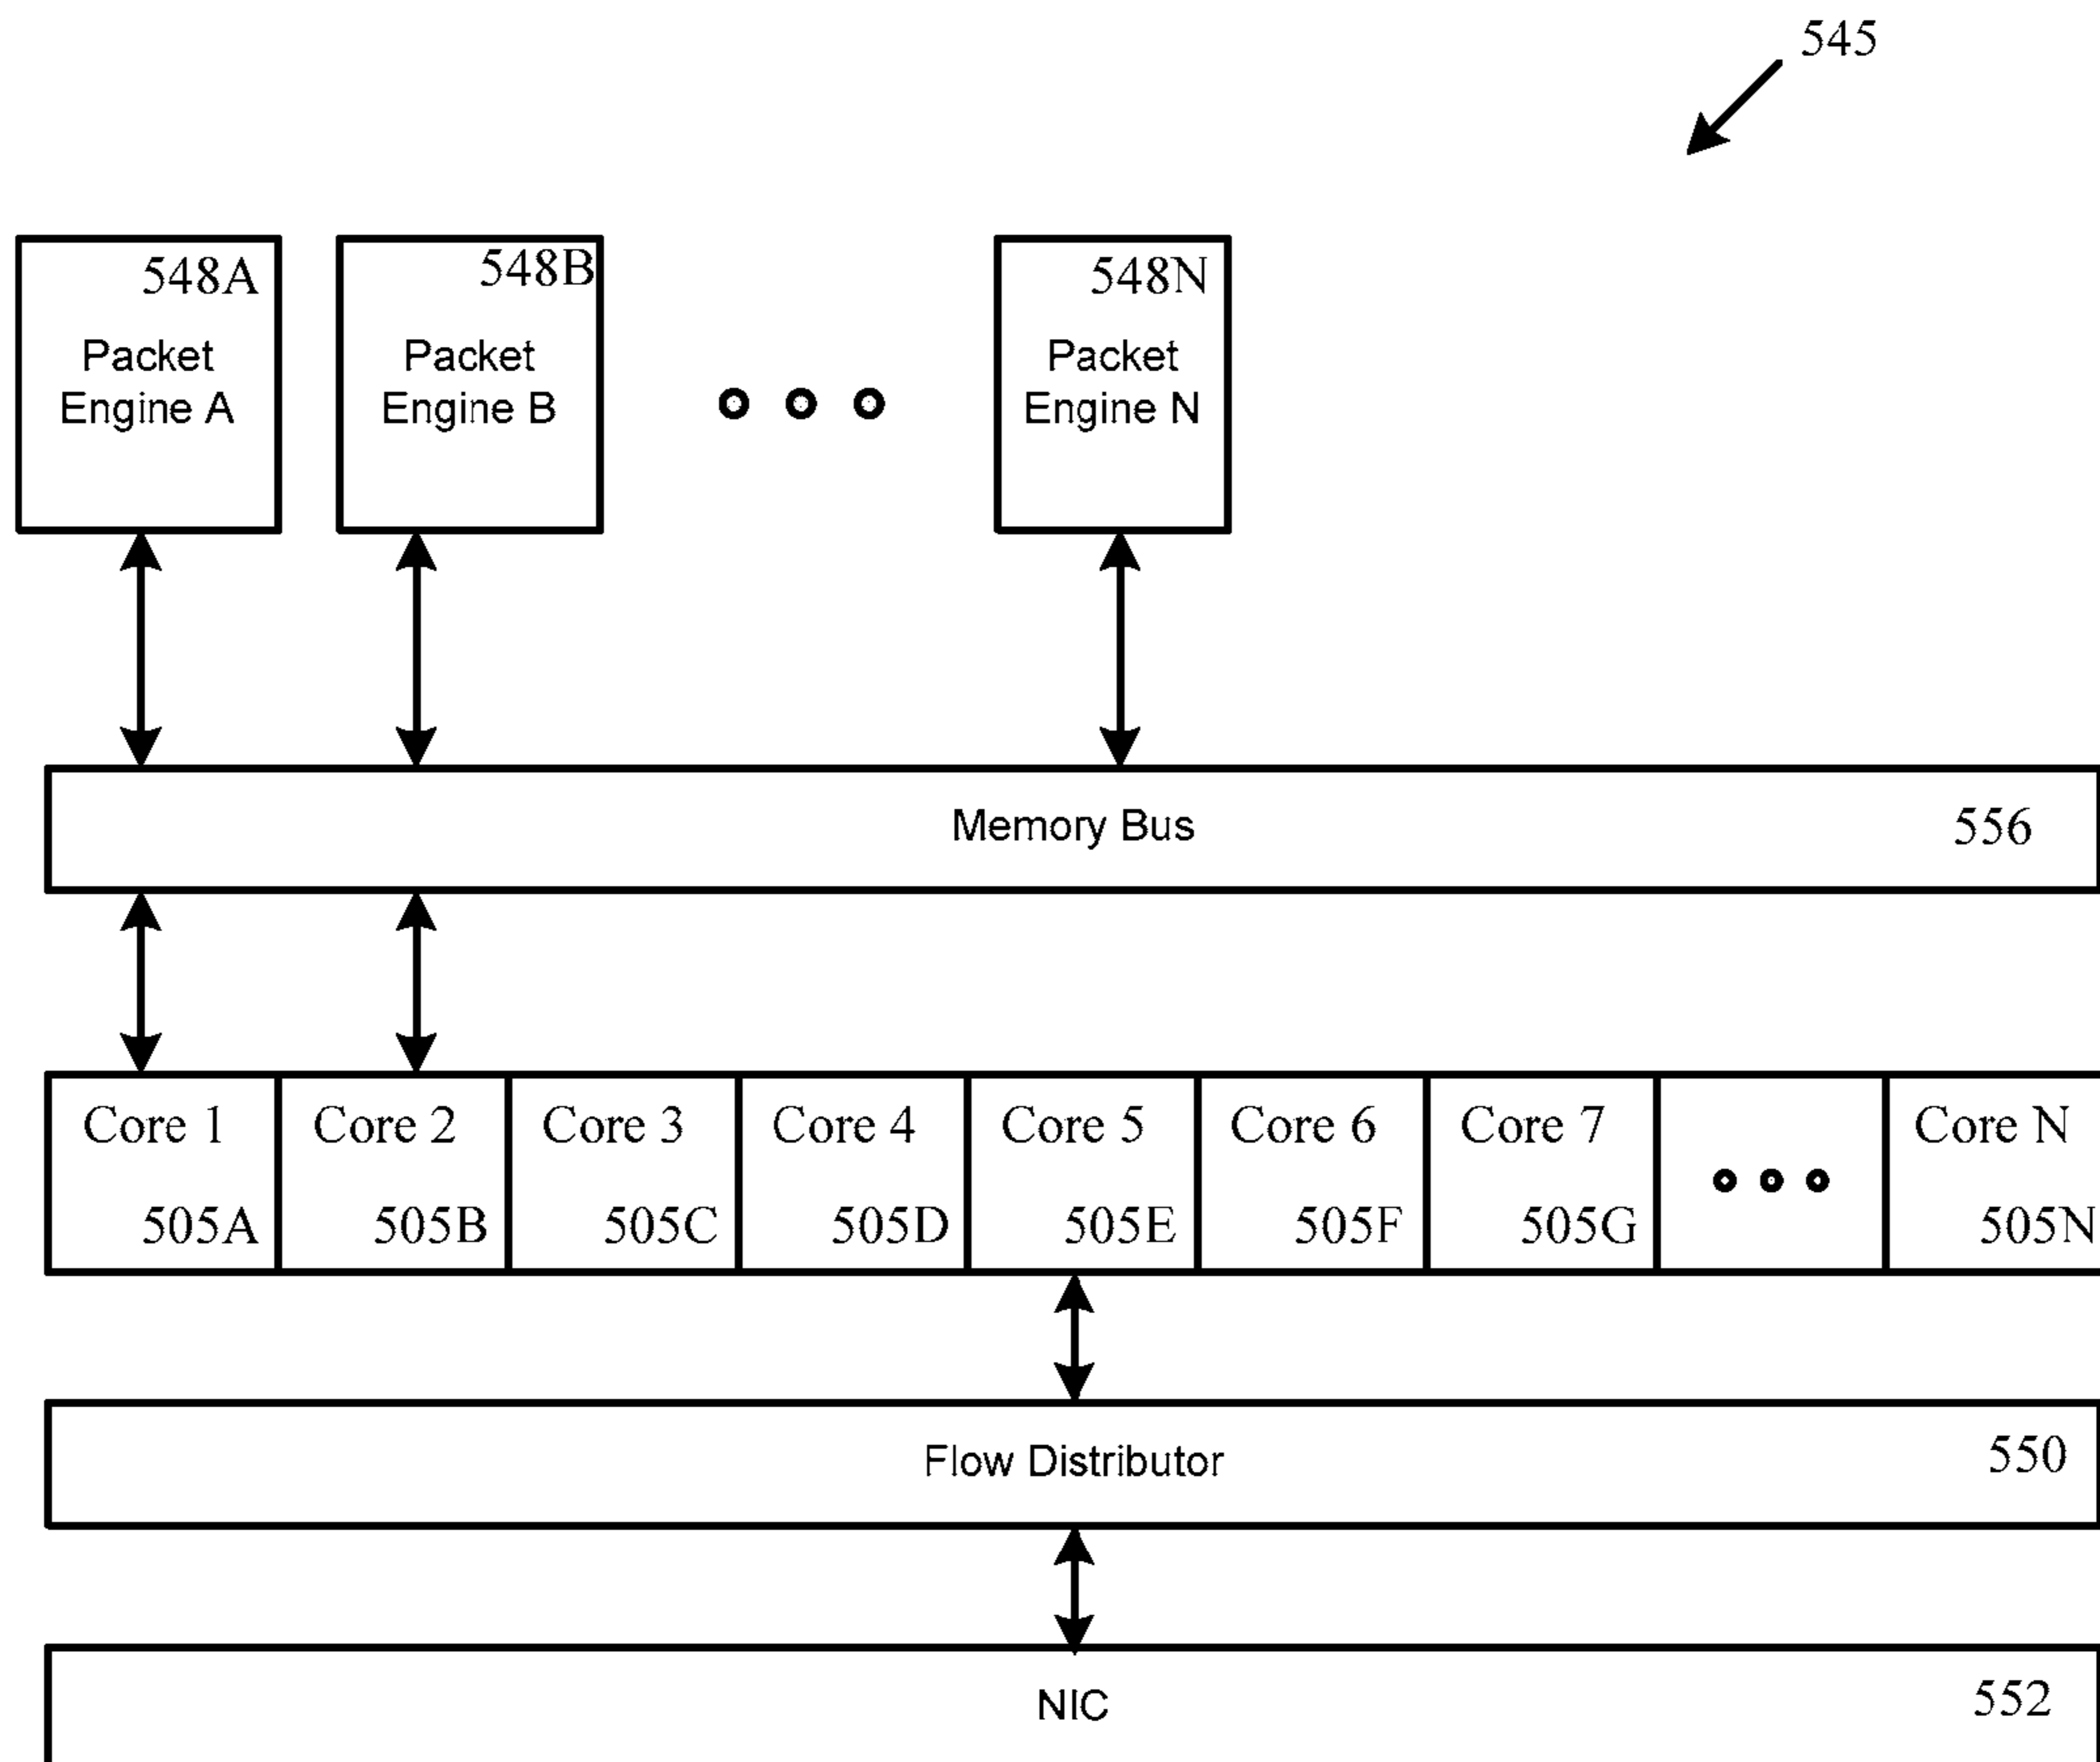 545
548A
Packet
Engine A
548B
Packet
Engine B
548N
Packet
Engine N
Memory Bus 556
Core 1 Core 2 Core 3 Core 4 Core 5 Core 6 Core 7 Core N
505A 505B 505C 505D 505E 505F 505G 505N
Flow Distributor 550
NIC 552